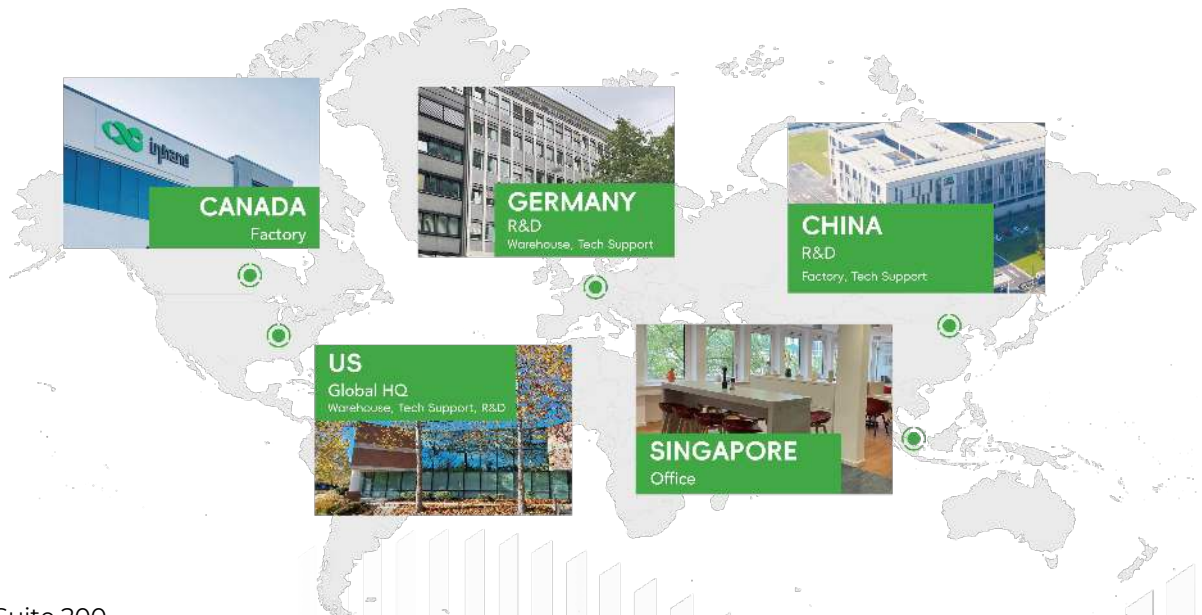 inhand
CANADA
Factory
GERMANY
R&D
Warehouse, Tech Support
CHINA
R&D
Factory, Tech Support
US
Global HQ
Warehouse, Tech Support, R&D
SINGAPORE
Office
Suite 200